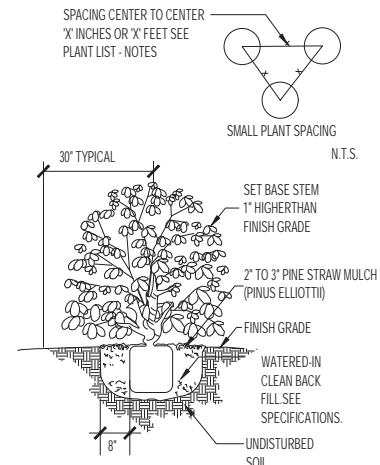 SPACING CENTER TO CENTER
'X' INCHES OR 'X' FEET SEE
PLANT LIST - NOTES
x
x
x
SMALL PLANT SPACING
N.T.S.
30" TYPICAL
SET BASE STEM
1" HIGHERTHAN
FINISH GRADE
2" TO 3" PINE STRAW MULCH
(PINUS ELLIOTTII)
FINISH GRADE
WATERED-IN
CLEAN BACK
FILL.SEE
SPECIFICATIONS.
8"
UNDISTURBED
SOIL